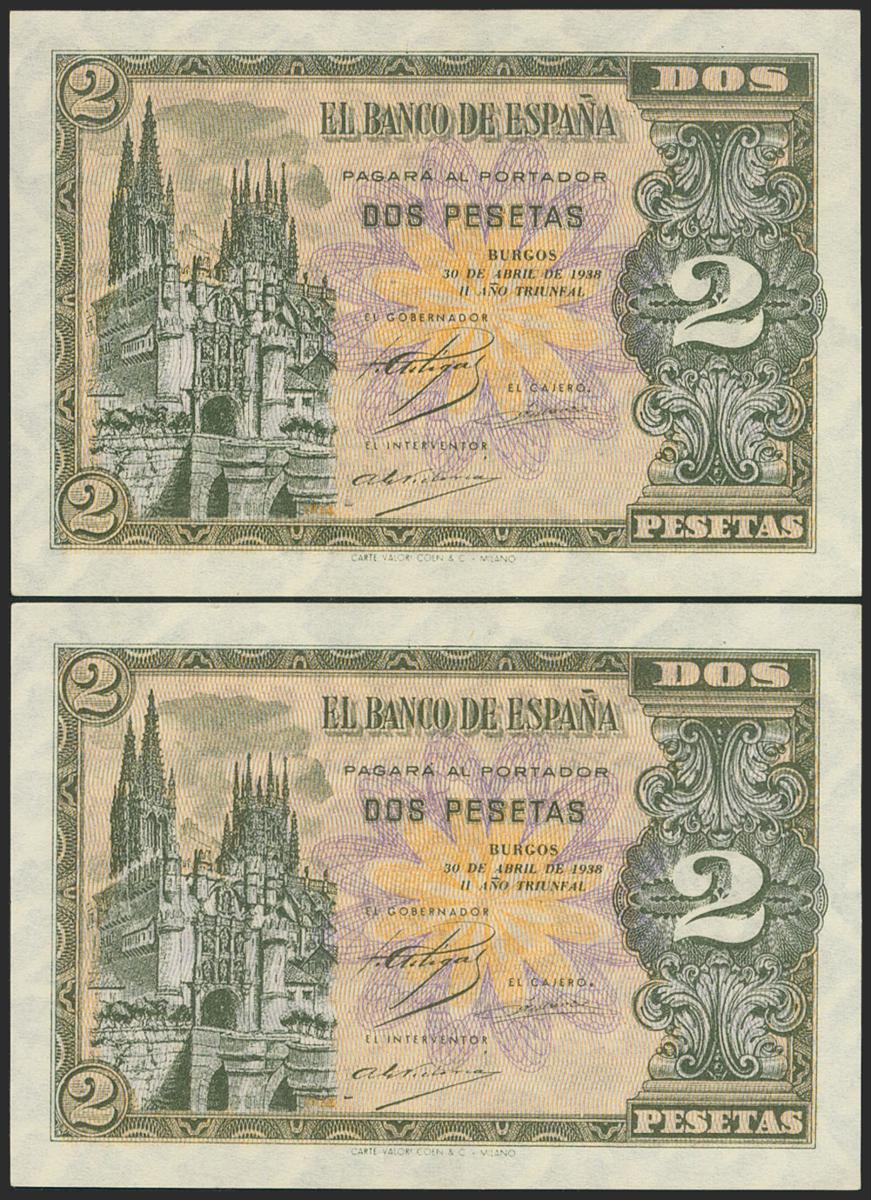 2
DOS
EL BANCO DE ESPAÑA
PAGARÁ AL PORTADOR
DOS PESETAS
BURGOS
30 DE ABRIL DE 1938
II AÑO TRIUNFAL
2
EL GOBERNADOR
EL CAJERO.
EL INTERVENTOR
2
PESETAS
CARTE VALORI COEN & C. - MILANO
2
DOS
EL BANCO DE ESPAÑA
PAGARÁ AL PORTADOR
DOS PESETAS
BURGOS
30 DE ABRIL DE 1938
II AÑO TRIUNFAL
2
EL GOBERNADOR
EL CAJERO.
EL INTERVENTOR
2
PESETAS
CARTE VALORI COEN & C. - MILANO